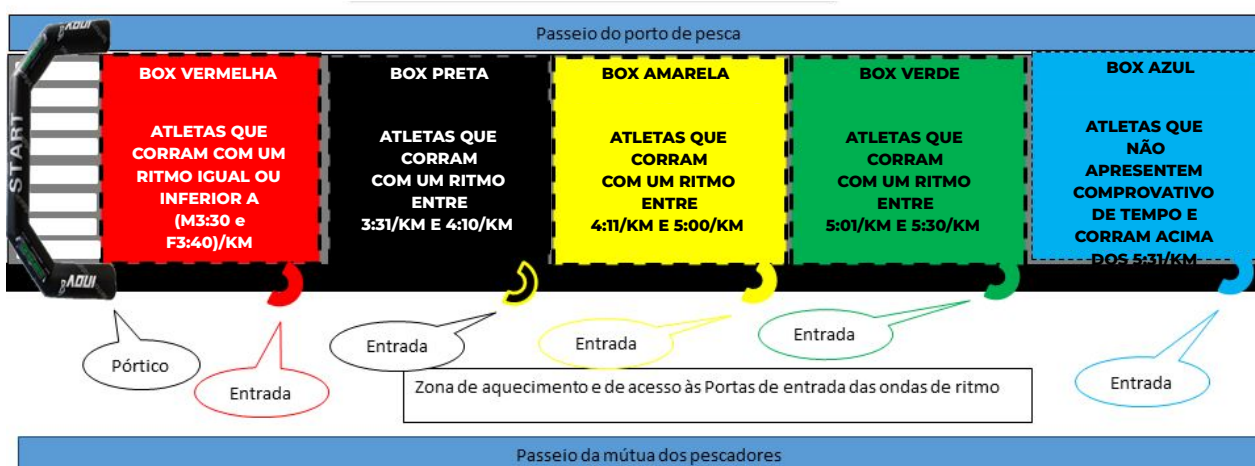 Passeio do porto de pesca
AQUI
START
AQUI
BOX VERMELHA
ATLETAS QUE
CORRAM COM UM
RITMO IGUAL OU
INFERIOR A
(M3:30 e
F3:40)/KM
BOX PRETA
ATLETAS QUE
CORRAM
COM UM RITMO
ENTRE
3:31/KM E 4:10/KM
BOX AMARELA
ATLETAS QUE
CORRAM
COM UM RITMO
ENTRE
4:11/KM E 5:00/KM
BOX VERDE
ATLETAS QUE
CORRAM
COM UM RITMO
ENTRE
5:01/KM E 5:30/KM
BOX AZUL
ATLETAS QUE
NÃO
APRESENTEM
COMPROVATIVO
DE TEMPO E
CORRAM ACIMA
DOS 5:31/KM
Pórtico
Entrada
Entrada
Entrada
Entrada
Entrada
Zona de aquecimento e de acesso às Portas de entrada das ondas de ritmo
Passeio da mútua dos pescadores